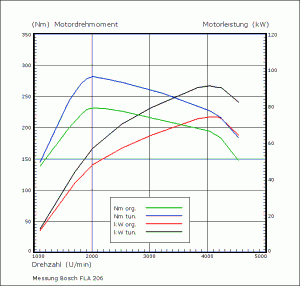 (Nm) Motordrehmoment Motorleistung (kW)
350 120
300 100
250 80
200
150 60
100 40
50 20
0 0
1000 2000 3000 4000 5000
Nm org.
Nm tun.
kW org.
kW tun.
Drehzahl (U/min)
Messung Bosch FLA 206